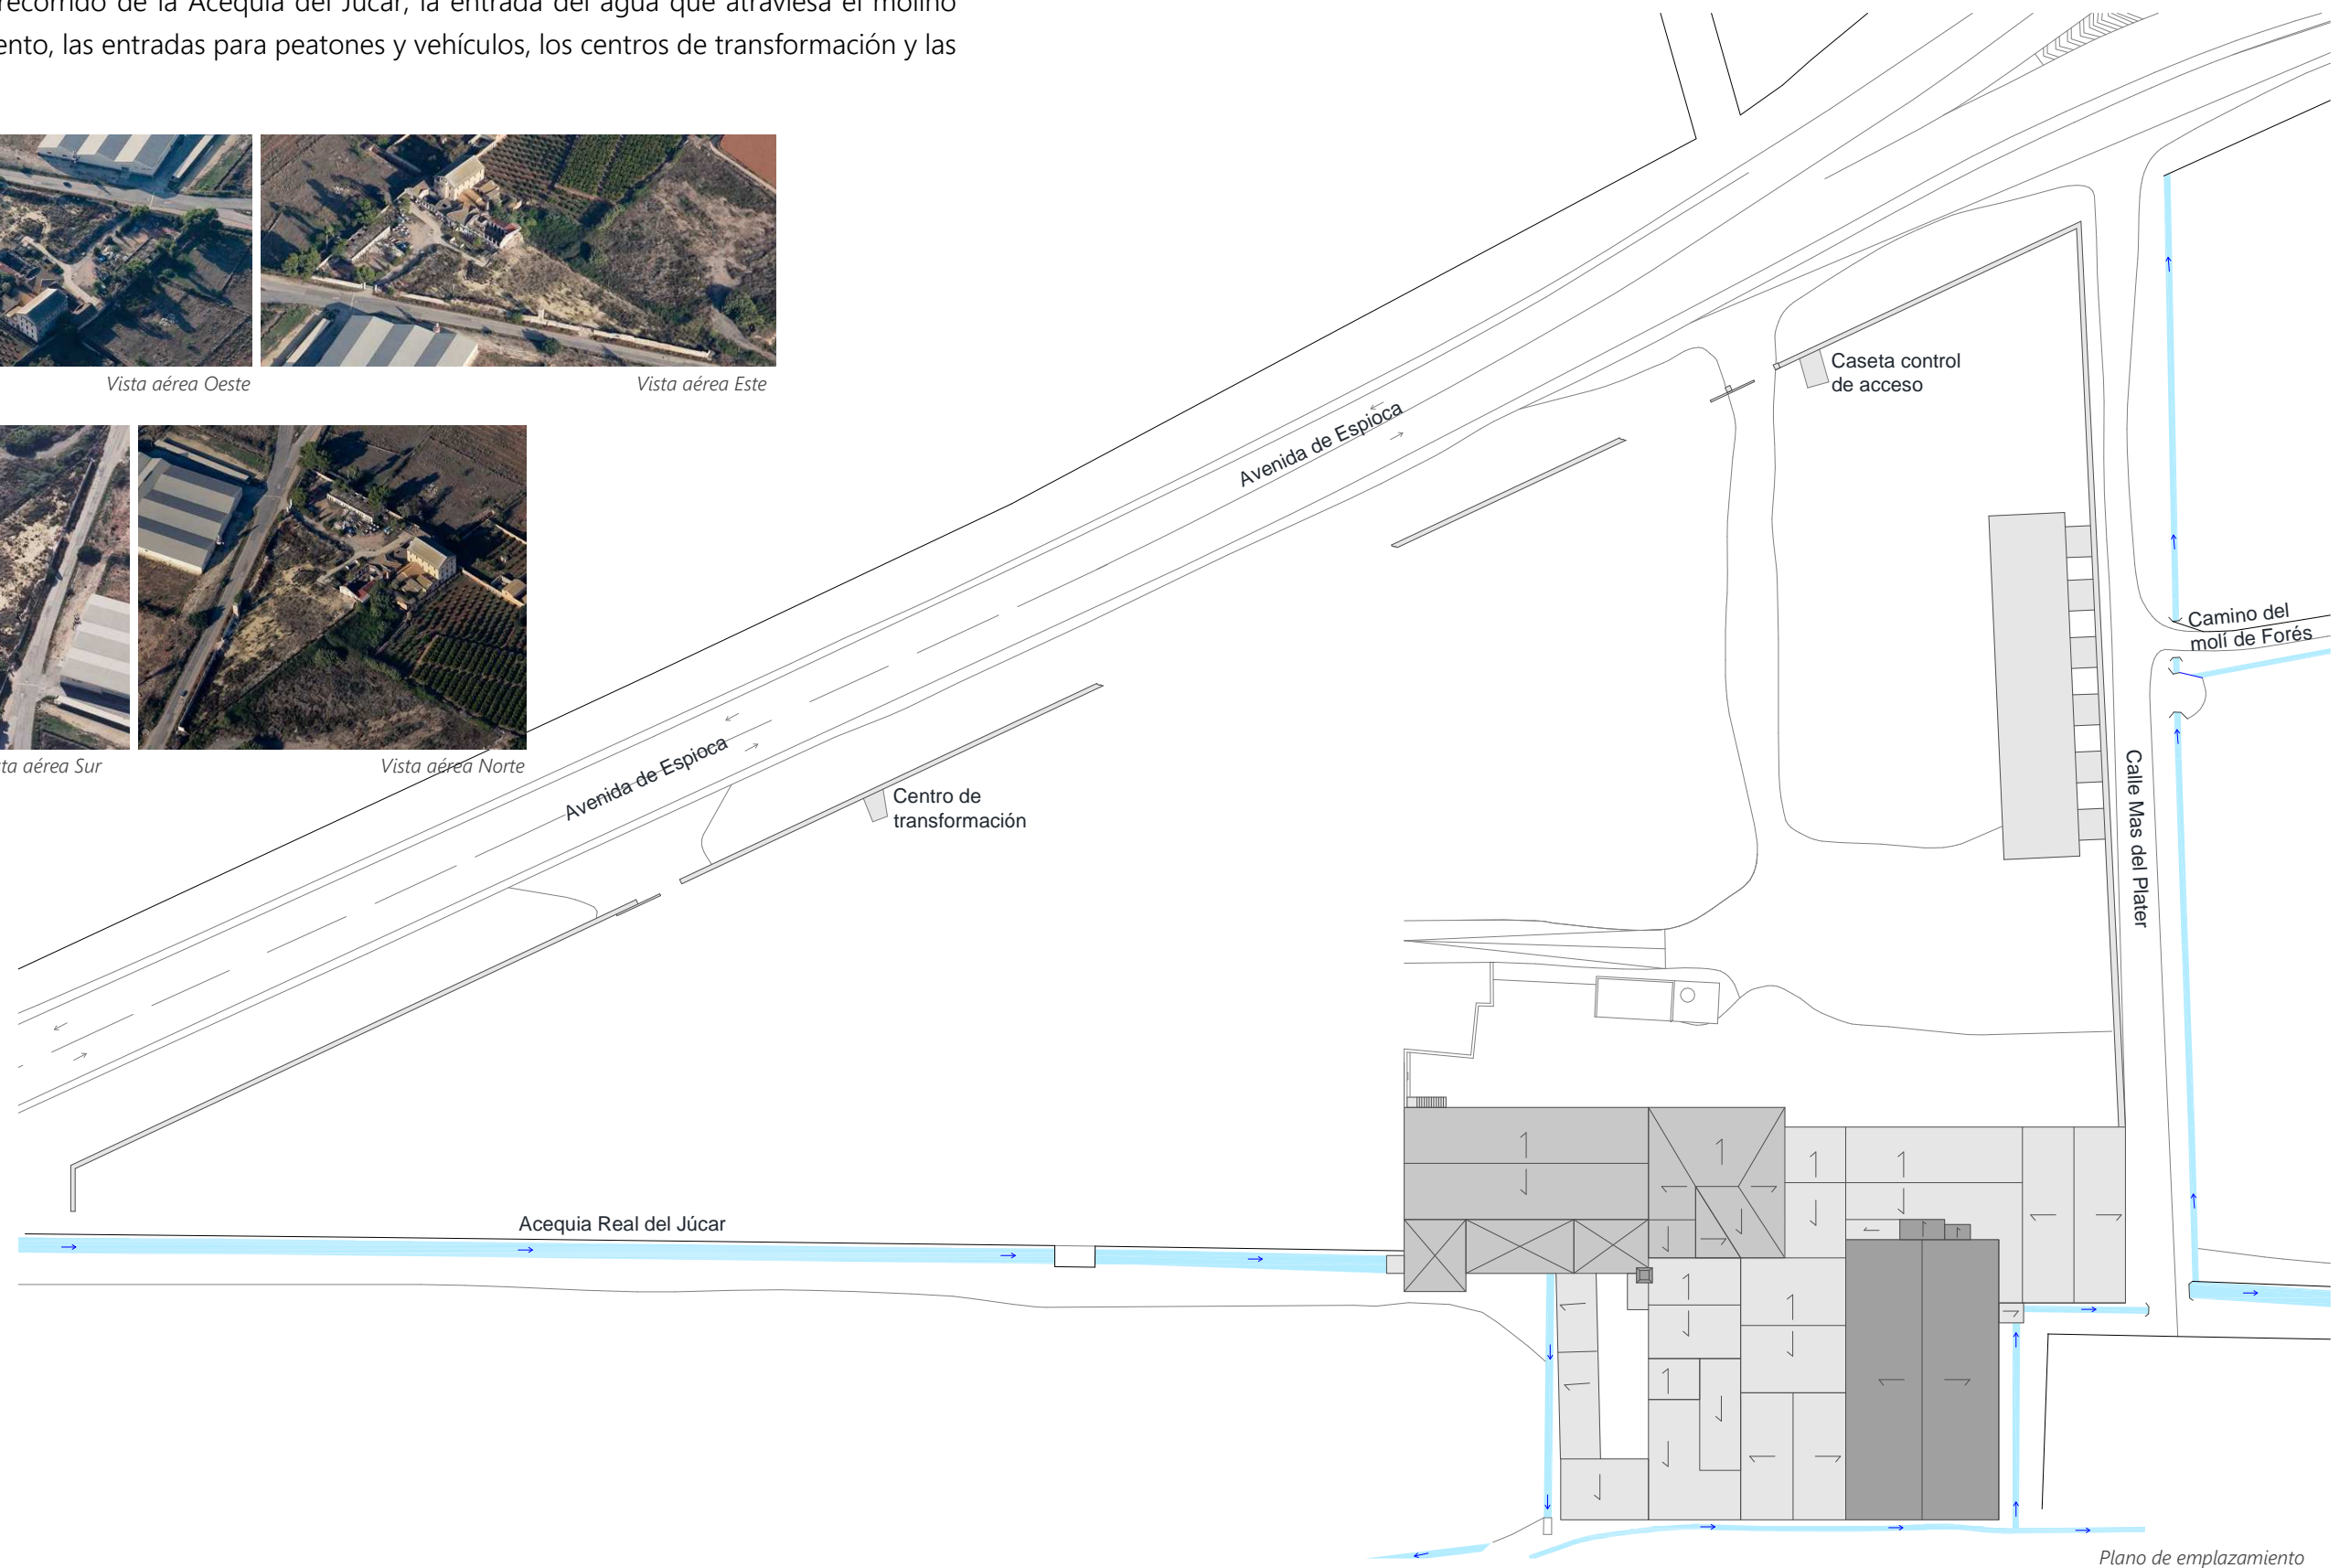 recorrido de la Acequia del Júcar, la entrada del agua que atraviesa el molino
las entradas para peatones y vehículos, los centros de transformación y las
Vista aérea Oeste
Vista aérea Este
aérea Sur
Vista aérea Norte
Avenida de Espioca
Caseta control
de acceso
Camino del
molí de Forés
Avenida de Espioca
Centro de
transformación
Calle Mas del Plater
Acequia Real del Júcar
Plano de emplazamiento